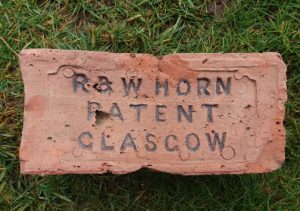 R & W. HORN
PATENT
GLASGOW